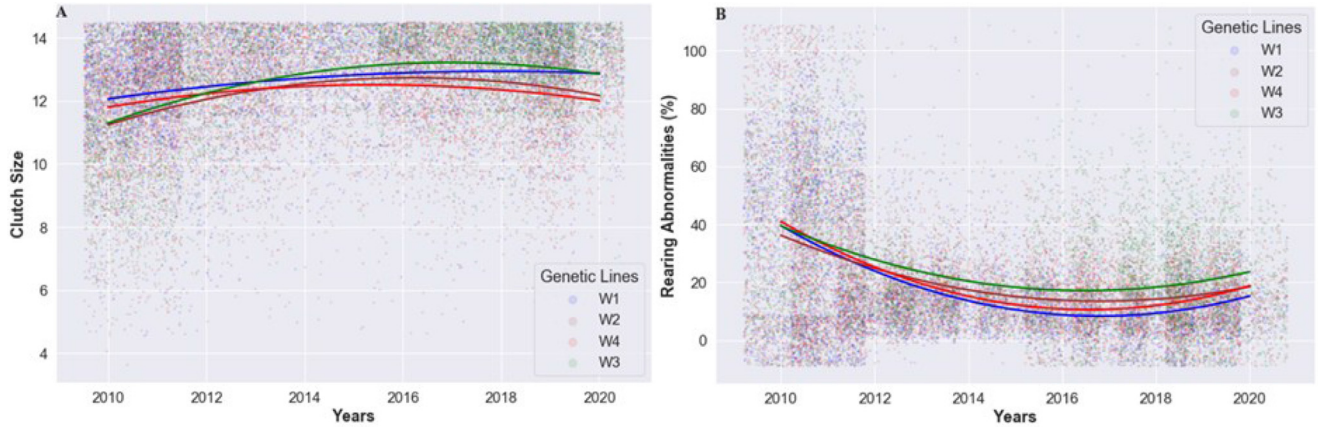 A
14
12
10
8
6
4
Clutch Size
2010 2012 2014 2016 2018 2020
Years
Genetic Lines
W1
W2
W4
W3
B
100
80
60
40
20
0
Rearing Abnormalities (%)
2010 2012 2014 2016 2018 2020
Years
Genetic Lines
W1
W2
W4
W3